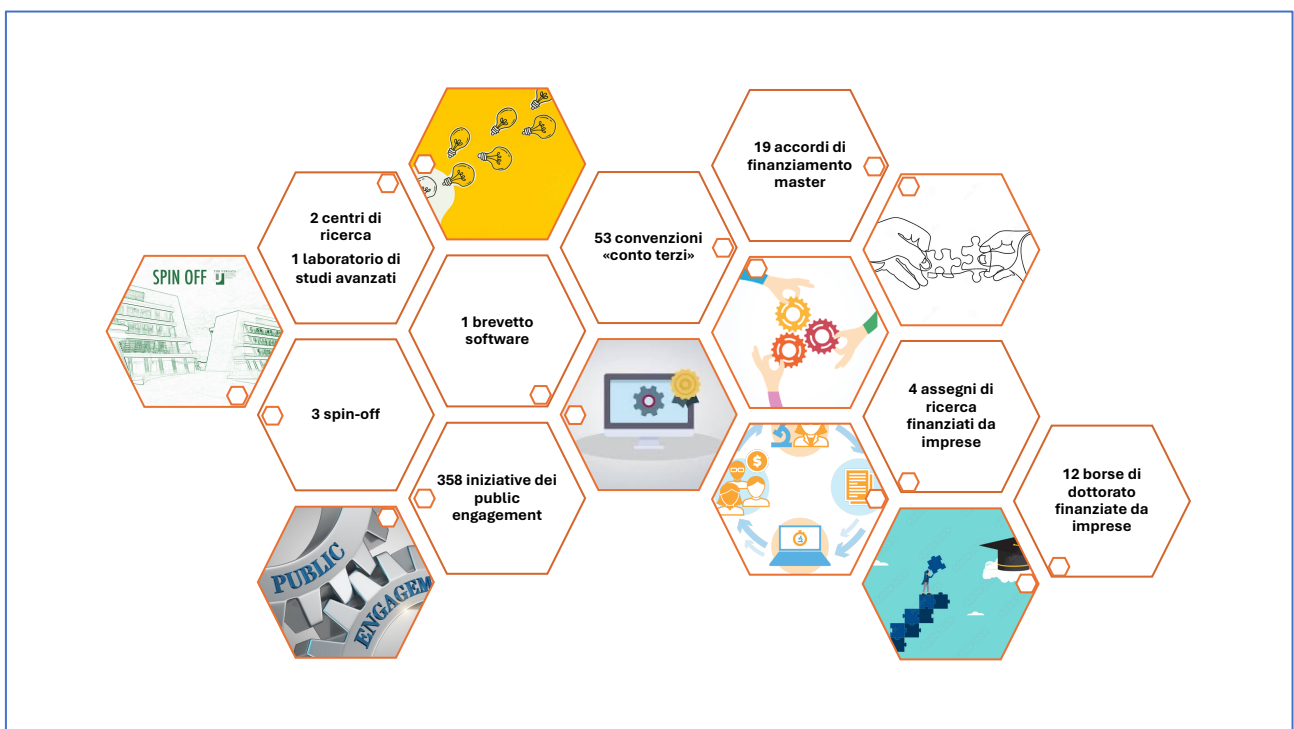 19 accordi di
finanziamento
master
2 centri di
ricerca
1 laboratorio di
studi avanzati
53 convenzioni
«conto terzi»
SPIN OFF
1 brevetto
software
3 spin-off
4 assegni di
ricerca
finanziati da
imprese
358 iniziative dei
public
engagement
12 borse di
dottorato
finanziate da
imprese
PUBLIC
ENGAGEM